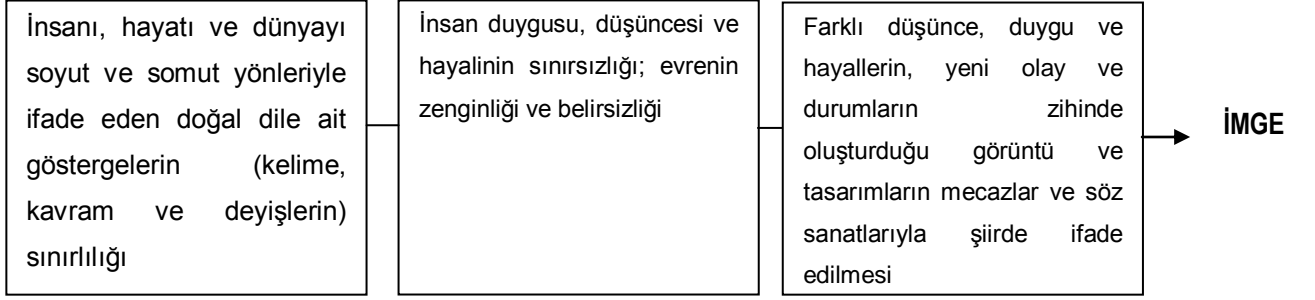 İnsanı, hayatı ve dünyayı
soyut ve somut yönleriyle
ifade eden doğal dile ait
göstergelerin (kelime,
kavram ve deyişlerin)
sınırlılığı
İnsan duygusu, düşüncesi ve
hayalinin sınırsızlığı; evrenin
zenginliği ve belirsizliği
Farklı düşünce, duygu ve
hayallerin, yeni olay ve
durumların zihinde
oluşturduğu görüntü ve
tasarımların mecazlar ve söz
sanatlarıyla şiirde ifade
edilmesi
İMGE